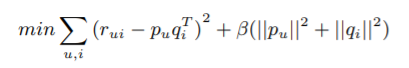 min ∑_{u,i} (r_{ui} − p_u q_i^T)^2 + β(||p_u||^2 + ||q_i||^2)